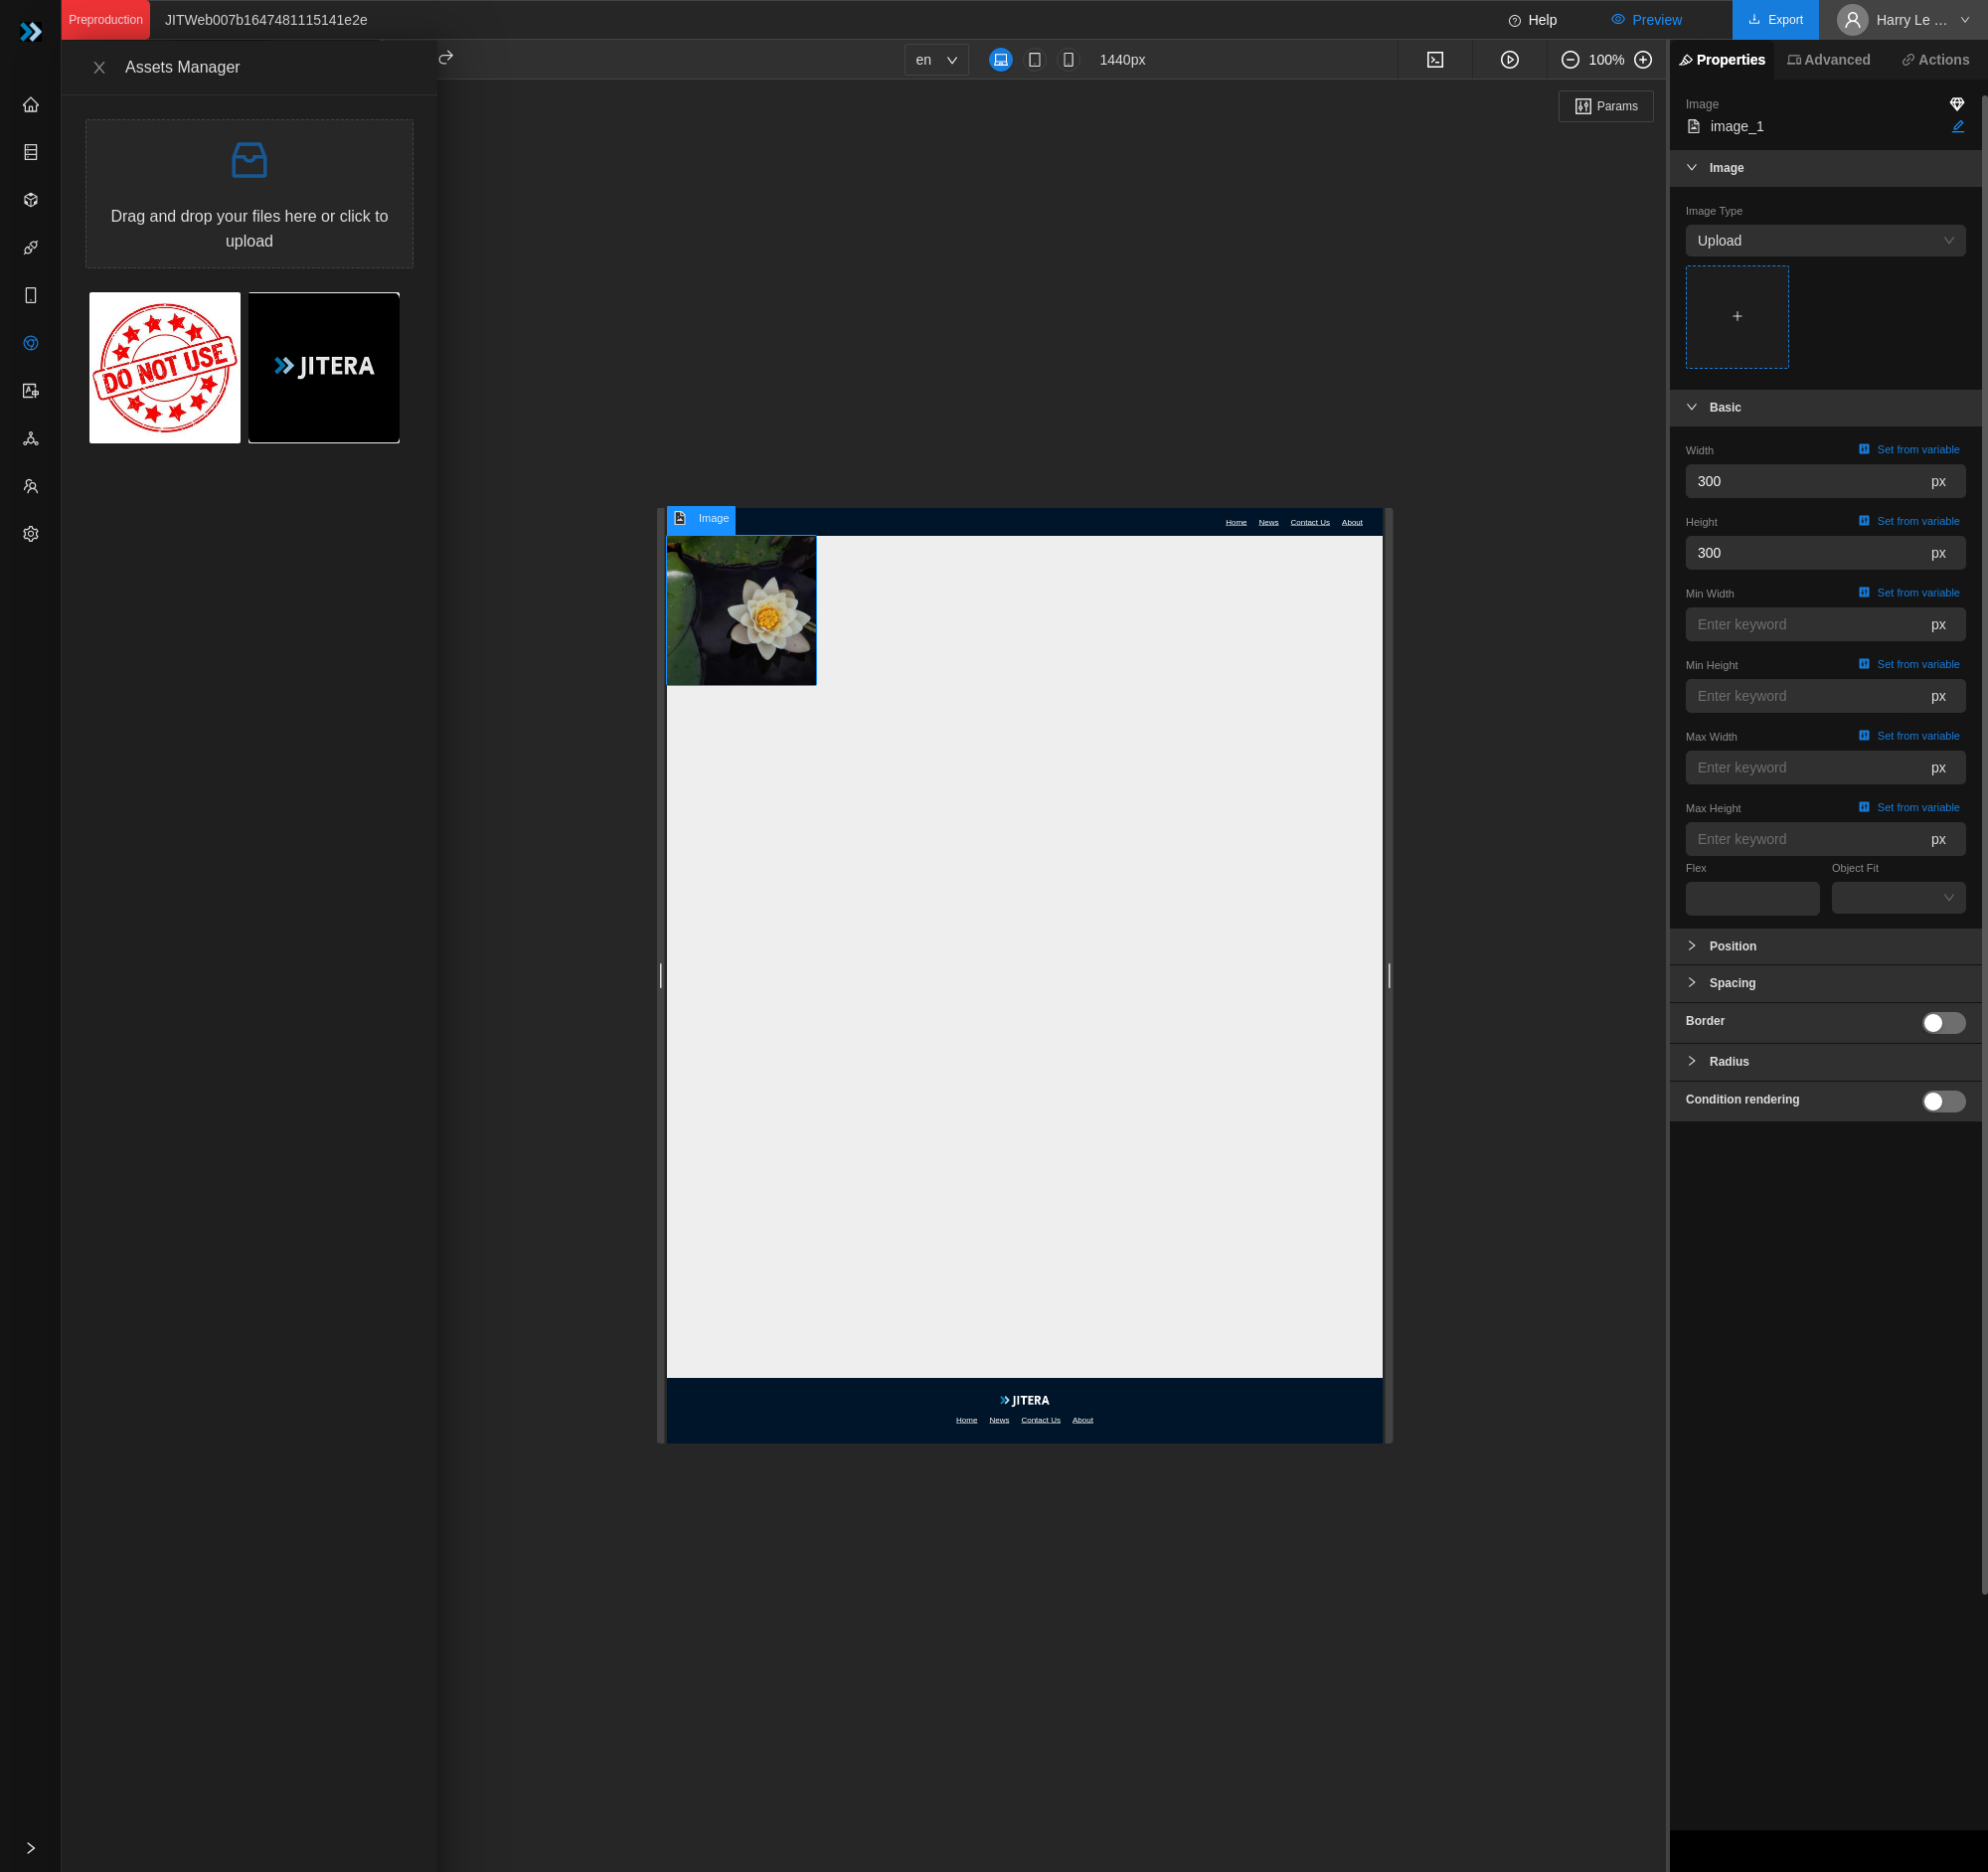 Preproduction
JITWeb007b1647481115141e2e
Help
Preview
Export
Harry Le ...
Assets Manager
en
1440px
100%
Properties
Advanced
Actions
Drag and drop your files here or click to
upload
DO NOT USE
JITERA
Params
Image
Home
News
Contact Us
About
JITERA
Home
News
Contact Us
About
Image
image_1
Image
Image Type
Upload
Basic
Width
Set from variable
300
px
Height
Set from variable
300
px
Min Width
Set from variable
Enter keyword
px
Min Height
Set from variable
Enter keyword
px
Max Width
Set from variable
Enter keyword
px
Max Height
Set from variable
Enter keyword
px
Flex
Object Fit
Position
Spacing
Border
Radius
Condition rendering